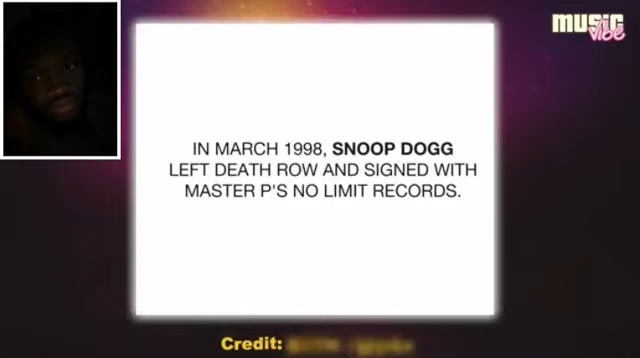 MUSIC
Vibe
IN MARCH 1998, SNOOP DOGG
LEFT DEATH ROW AND SIGNED WITH
MASTER P'S NO LIMIT RECORDS.
Credit: